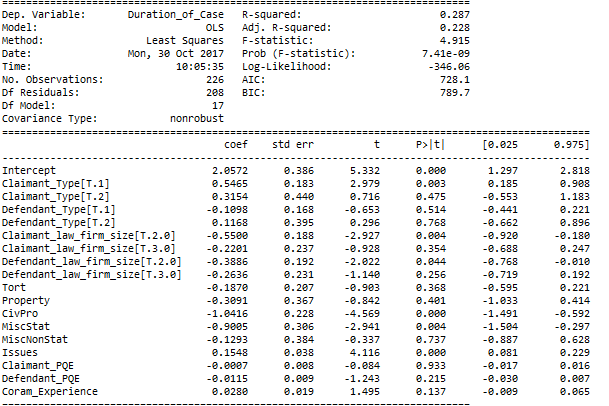 Dep. Variable: Duration_of_Case R-squared: 0.287
Model: OLS Adj. R-squared: 0.228
Method: Least Squares F-statistic: 4.915
Date: Mon, 30 Oct 2017 Prob (F-statistic): 7.41e-09
Time: 10:05:35 Log-Likelihood: -346.06
No. Observations: 226 AIC: 728.1
Df Residuals: 208 BIC: 789.7
Df Model: 17
Covariance Type: nonrobust
coef std err t P>|t| [0.025 0.975]
Intercept 2.0572 0.386 5.332 0.000 1.297 2.818
Claimant_Type[T.1] 0.5465 0.183 2.979 0.003 0.185 0.908
Claimant_Type[T.2] 0.3154 0.440 0.716 0.475 -0.553 1.183
Defendant_Type[T.1] -0.1098 0.168 -0.653 0.514 -0.441 0.221
Defendant_Type[T.2] 0.1168 0.395 0.296 0.768 -0.662 0.896
Claimant_law_firm_size[T.2.0] -0.5500 0.188 -2.927 0.004 -0.920 -0.180
Claimant_law_firm_size[T.3.0] -0.2201 0.237 -0.928 0.354 -0.688 0.247
Defendant_law_firm_size[T.2.0] -0.3886 0.192 -2.022 0.044 -0.768 -0.010
Defendant_law_firm_size[T.3.0] -0.2636 0.231 -1.140 0.256 -0.719 0.192
Tort -0.1870 0.207 -0.903 0.368 -0.595 0.221
Property -0.3091 0.367 -0.842 0.401 -1.033 0.414
CivPro -1.0416 0.228 -4.569 0.000 -1.491 -0.592
MiscStat -0.9005 0.306 -2.941 0.004 -1.504 -0.297
MiscNonStat -0.1293 0.384 -0.337 0.737 -0.887 0.628
Issues 0.1548 0.038 4.116 0.000 0.081 0.229
Claimant_PQE -0.0007 0.008 -0.084 0.933 -0.017 0.016
Defendant_PQE -0.0115 0.009 -1.243 0.215 -0.030 0.007
Coram_Experience 0.0280 0.019 1.495 0.137 -0.009 0.065